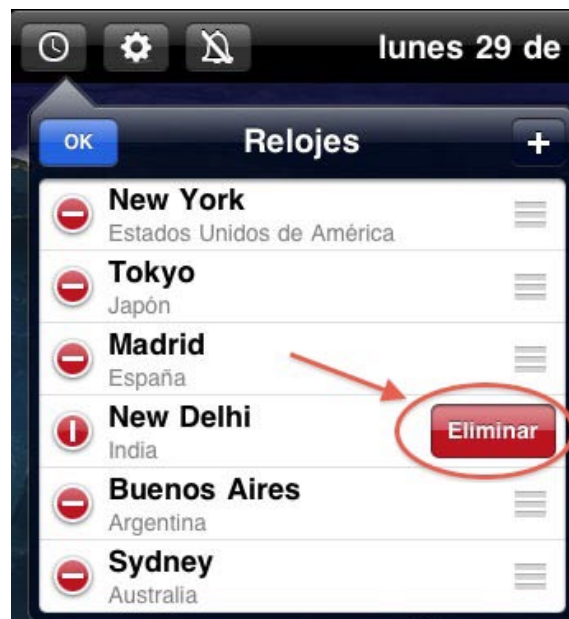 lunes 29 de
OK Relojes +
New York
Estados Unidos de América
Tokyo
Japón
Madrid
España
New Delhi
India
Eliminar
Buenos Aires
Argentina
Sydney
Australia